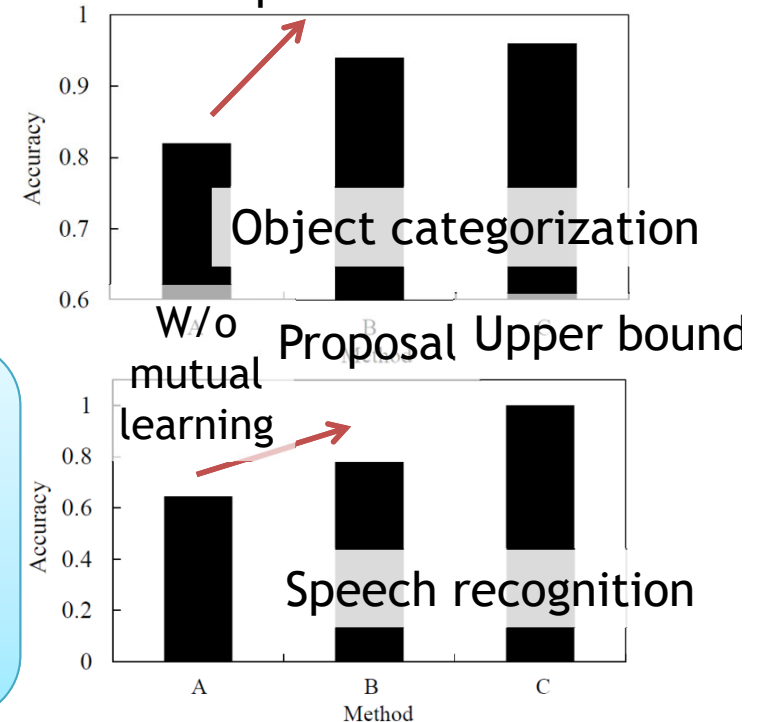 1
0.9
0.8
0.7
0.6
Accuracy
Object categorization
W/o
mutual
learning
Proposal
Upper bound
A
B
Method
1
0.8
0.6
0.4
0.2
0
Accuracy
Speech recognition
A
B
C
Method